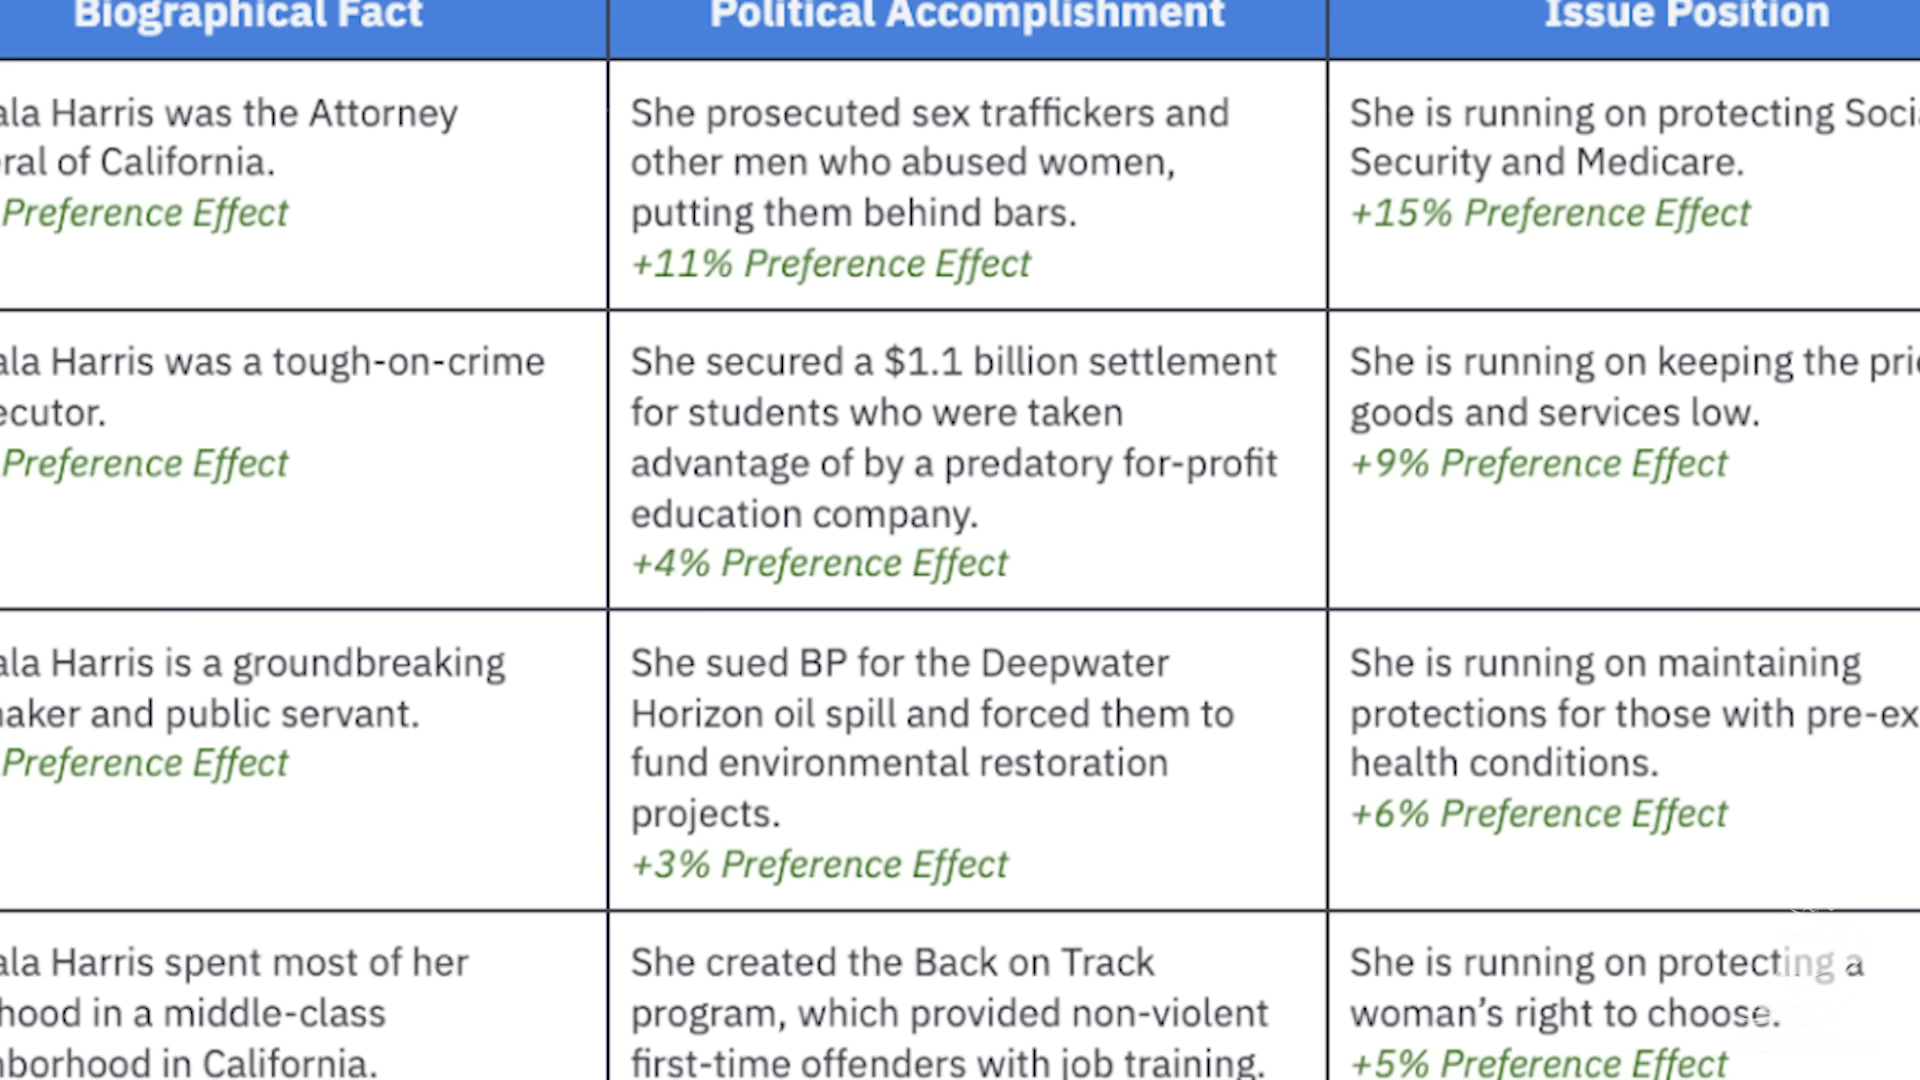 Biographical Fact
Political Accomplishment
Issue Position
ala Harris was the Attorney
ral of California.
Preference Effect
She prosecuted sex traffickers and
other men who abused women,
putting them behind bars.
+11% Preference Effect
She is running on protecting Soci
Security and Medicare.
+15% Preference Effect
ala Harris was a tough-on-crime
ecutor.
Preference Effect
She secured a $1.1 billion settlement
for students who were taken
advantage of by a predatory for-profit
education company.
+4% Preference Effect
She is running on keeping the pri
goods and services low.
+9% Preference Effect
ala Harris is a groundbreaking
aker and public servant.
Preference Effect
She sued BP for the Deepwater
Horizon oil spill and forced them to
fund environmental restoration
projects.
+3% Preference Effect
She is running on maintaining
protections for those with pre-ex
health conditions.
+6% Preference Effect
ala Harris spent most of her
hood in a middle-class
borhood in California.
She created the Back on Track
program, which provided non-violent
first-time offenders with job training.
She is running on protecting a
woman’s right to choose.
+5% Preference Effect